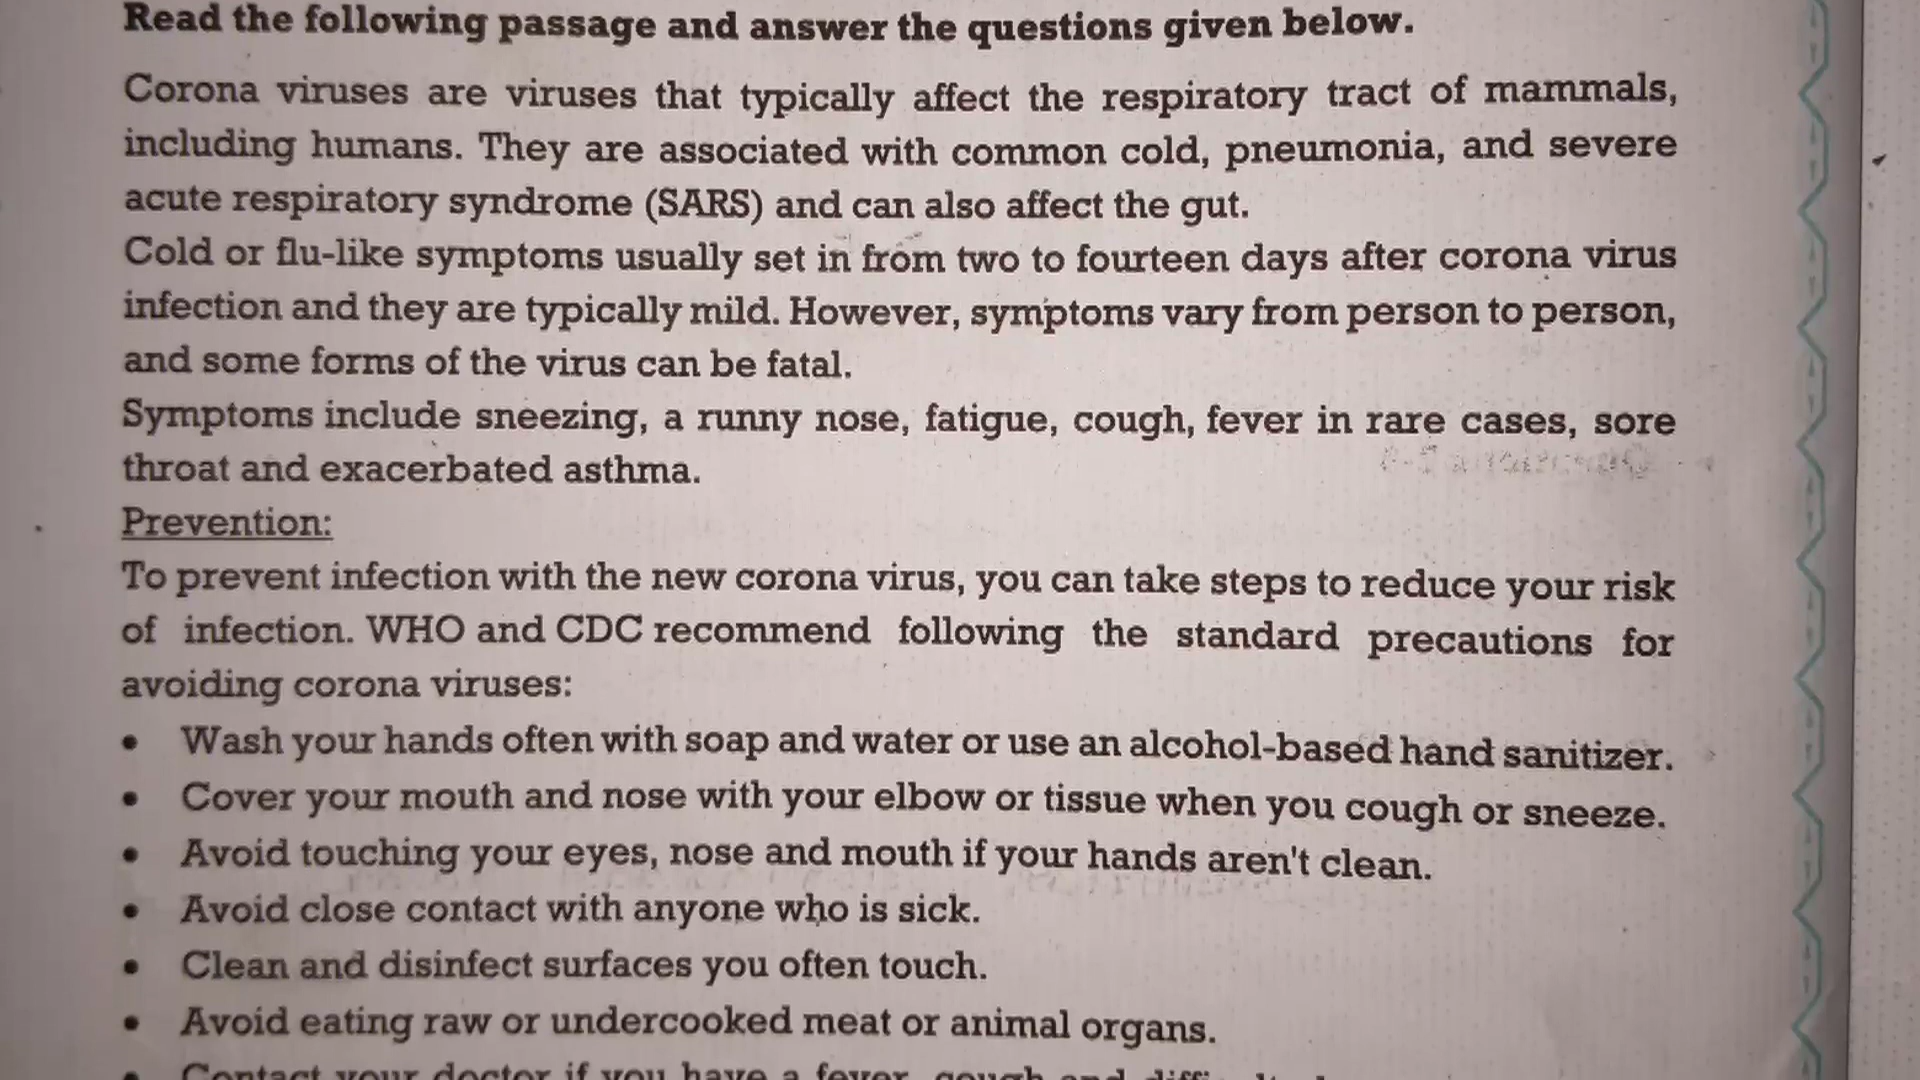 Read the following passage and answer the questions given below.
Corona viruses are viruses that typically affect the respiratory tract of mammals,
including humans. They are associated with common cold, pneumonia, and severe
acute respiratory syndrome (SARS) and can also affect the gut.
Cold or flu-like symptoms usually set in from two to fourteen days after corona virus
infection and they are typically mild. However, symptoms vary from person to person,
and some forms of the virus can be fatal.
Symptoms include sneezing, a runny nose, fatigue, cough, fever in rare cases, sore
throat and exacerbated asthma.
Prevention:
To prevent infection with the new corona virus, you can take steps to reduce your risk
of infection. WHO and CDC recommend following the standard precautions for
avoiding corona viruses:
• Wash your hands often with soap and water or use an alcohol-based hand sanitizer.
• Cover your mouth and nose with your elbow or tissue when you cough or sneeze.
• Avoid touching your eyes, nose and mouth if your hands aren't clean.
• Avoid close contact with anyone who is sick.
• Clean and disinfect surfaces you often touch.
• Avoid eating raw or undercooked meat or animal organs.
• Contact your doctor if you have a fever, cough and